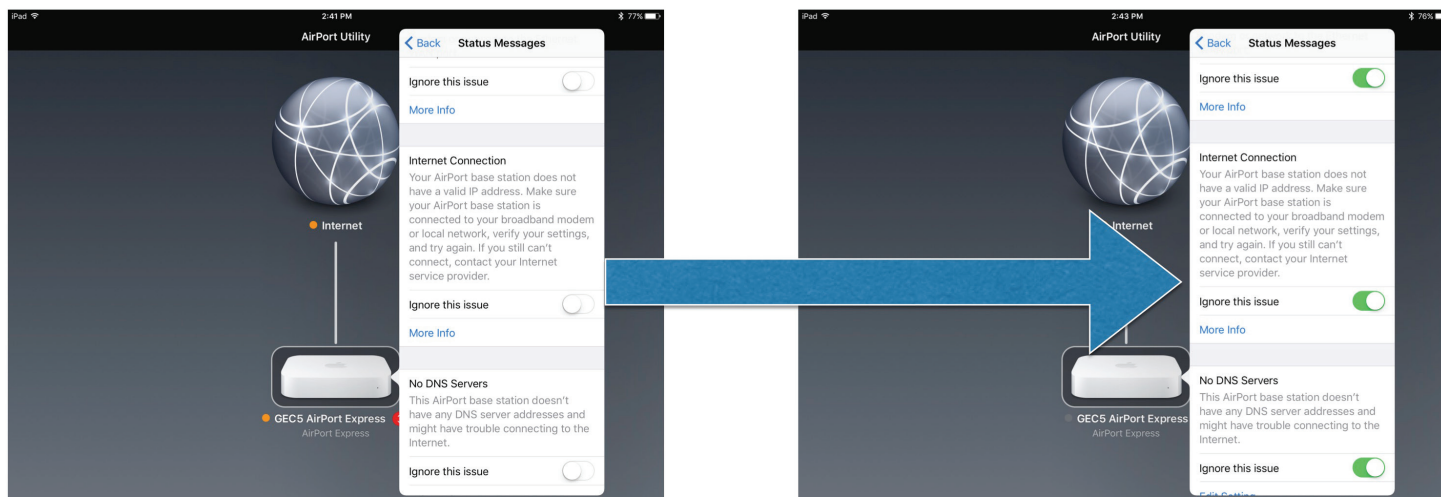 iPad
2:41 PM
77%
AirPort Utility
Back
Status Messages
Ignore this issue
More Info
Internet Connection
Your AirPort base station does not
have a valid IP address. Make sure
your AirPort base station is
connected to your broadband modem
or local network, verify your settings,
and try again. If you still can't
connect, contact your Internet
service provider.
Ignore this issue
More Info
No DNS Servers
This AirPort base station doesn't
have any DNS server addresses and
might have trouble connecting to the
Internet.
Ignore this issue
Internet
GEC5 AirPort Express
AirPort Express
iPad
2:43 PM
76%
AirPort Utility
Back
Status Messages
Ignore this issue
More Info
Internet Connection
Your AirPort base station does not
have a valid IP address. Make sure
your AirPort base station is
connected to your broadband modem
or local network, verify your settings,
and try again. If you still can't
connect, contact your Internet
service provider.
Ignore this issue
More Info
No DNS Servers
This AirPort base station doesn't
have any DNS server addresses and
might have trouble connecting to the
Internet.
Ignore this issue
Edit Setting
Internet
GEC5 AirPort Express
AirPort Express